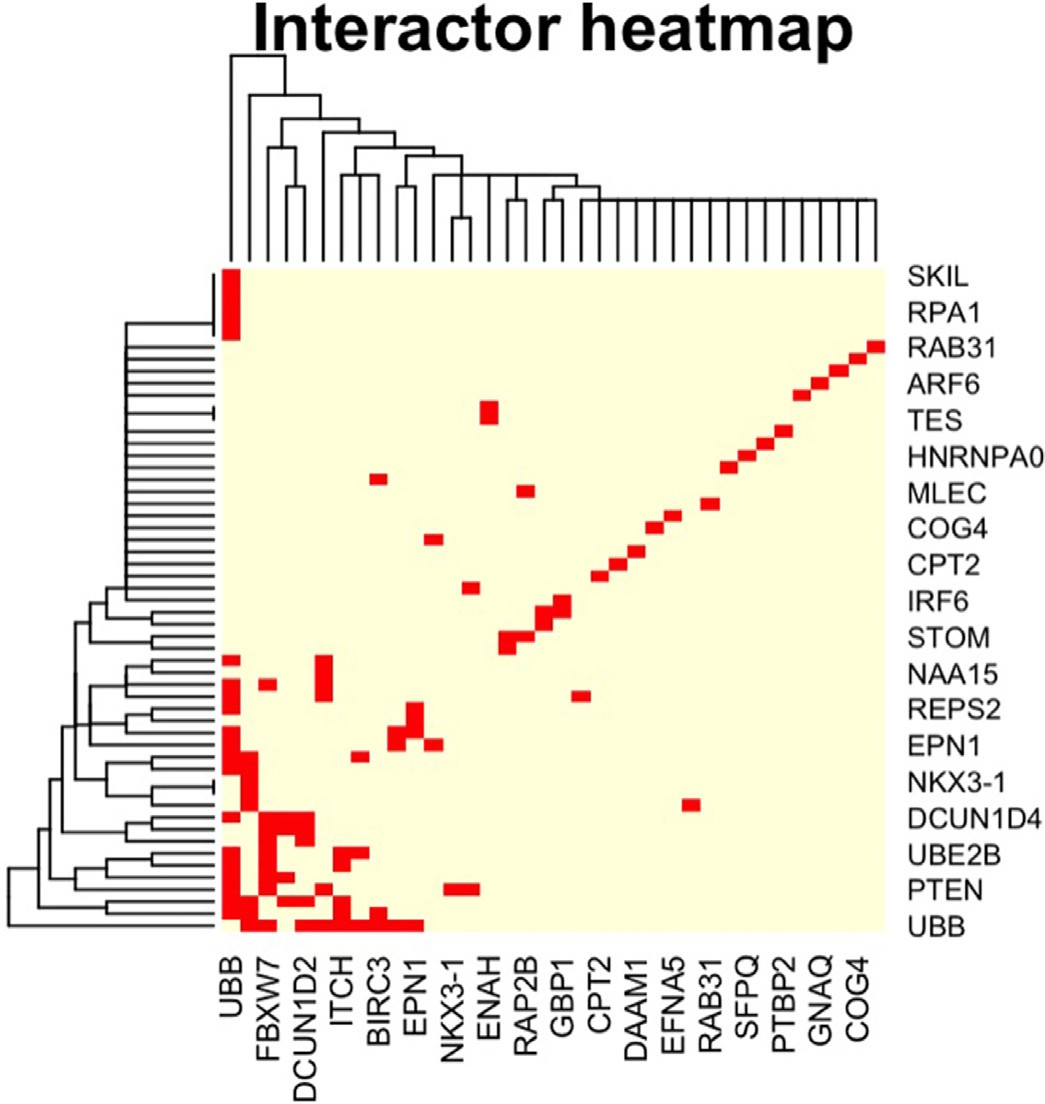 Interactor heatmap
SKIL
RPA1
RAB31
ARF6
TES
HNRNPA0
MLEC
COG4
CPT2
IRF6
STOM
NAA15
REPS2
EPN1
NKX3-1
DCUN1D4
UBE2B
PTEN
UBB
UBB
FBXW7
DCUN1D2
ITCH
BIRC3
EPN1
NKX3-1
ENAH
RAP2B
GBP1
CPT2
DAAM1
EFNA5
RAB31
SFPQ
PTBP2
GNAQ
COG4